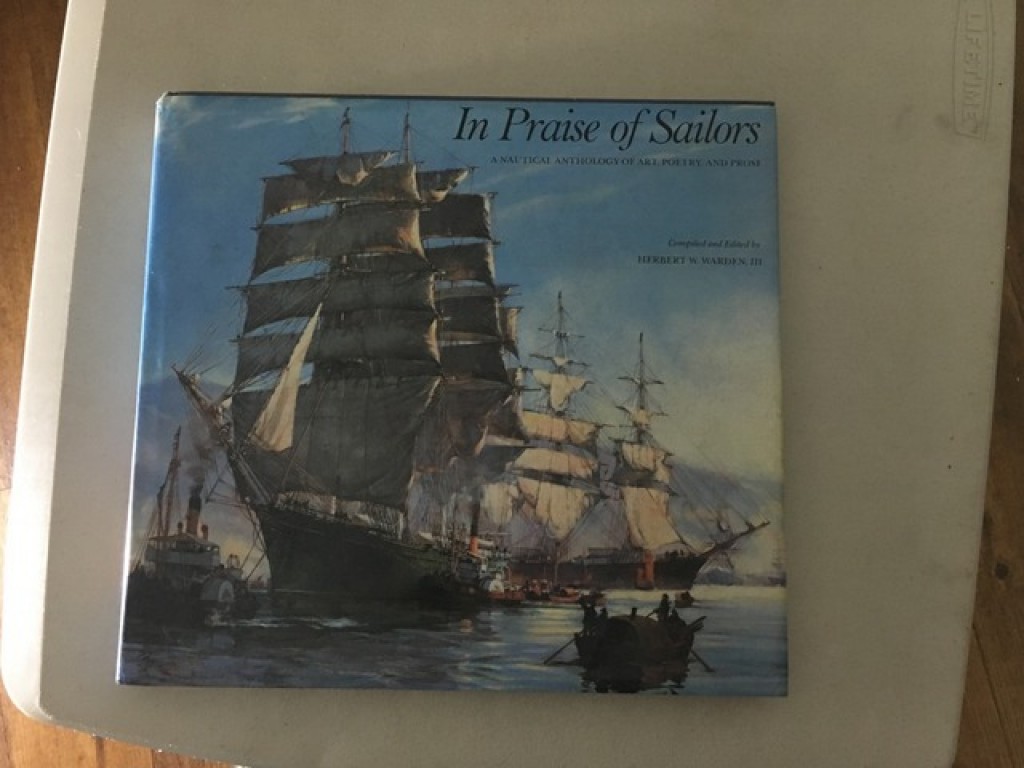 In Praise of Sailors
A NAUTICAL ANTHOLOGY OF ART, POETRY, AND PROSE
Compiled and Edited by
HERBERT W. WARDEN, III
LIFETIME